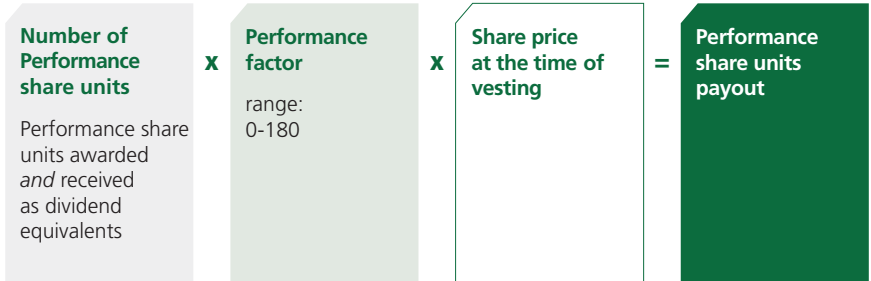 Number of
Performance
share units
Performance share
units awarded
and received
as dividend
equivalents
x
Performance
factor
range:
0-180
x
Share price
at the time of
vesting
=
Performance
share units
payout